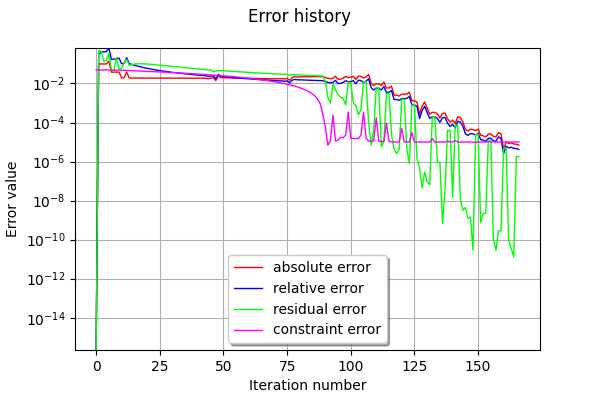 Error history
Error value
10⁻²
10⁻⁴
10⁻⁶
10⁻⁸
10⁻¹⁰
10⁻¹²
10⁻¹⁴
absolute error
relative error
residual error
constraint error
0 25 50 75 100 125 150
Iteration number